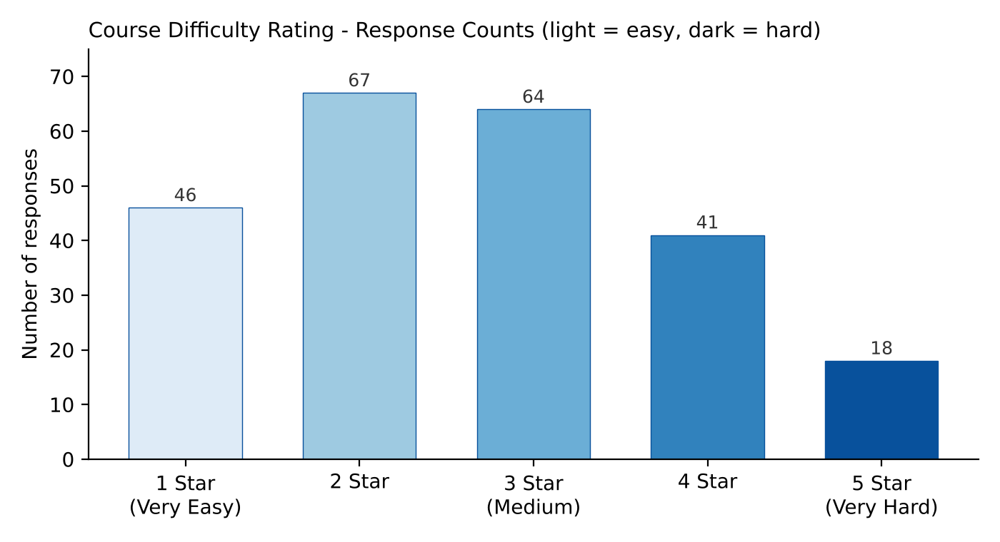 Course Difficulty Rating - Response Counts (light = easy, dark = hard)
Number of responses
70
60
50
40
30
20
10
0
46
67
64
41
18
1 Star
(Very Easy)
2 Star
3 Star
(Medium)
4 Star
5 Star
(Very Hard)